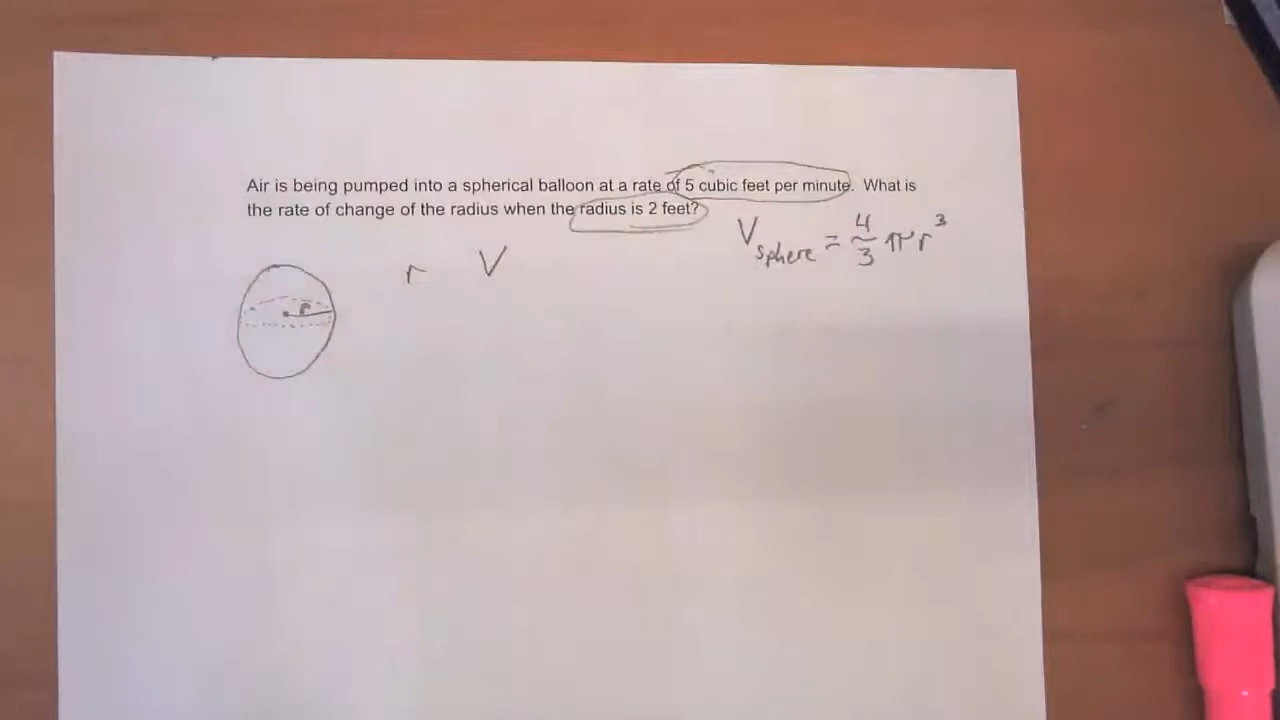 Air is being pumped into a spherical balloon at a rate of 5 cubic feet per minute. What is
the rate of change of the radius when the radius is 2 feet?
V sphere = 4/3 πr³
r V
r